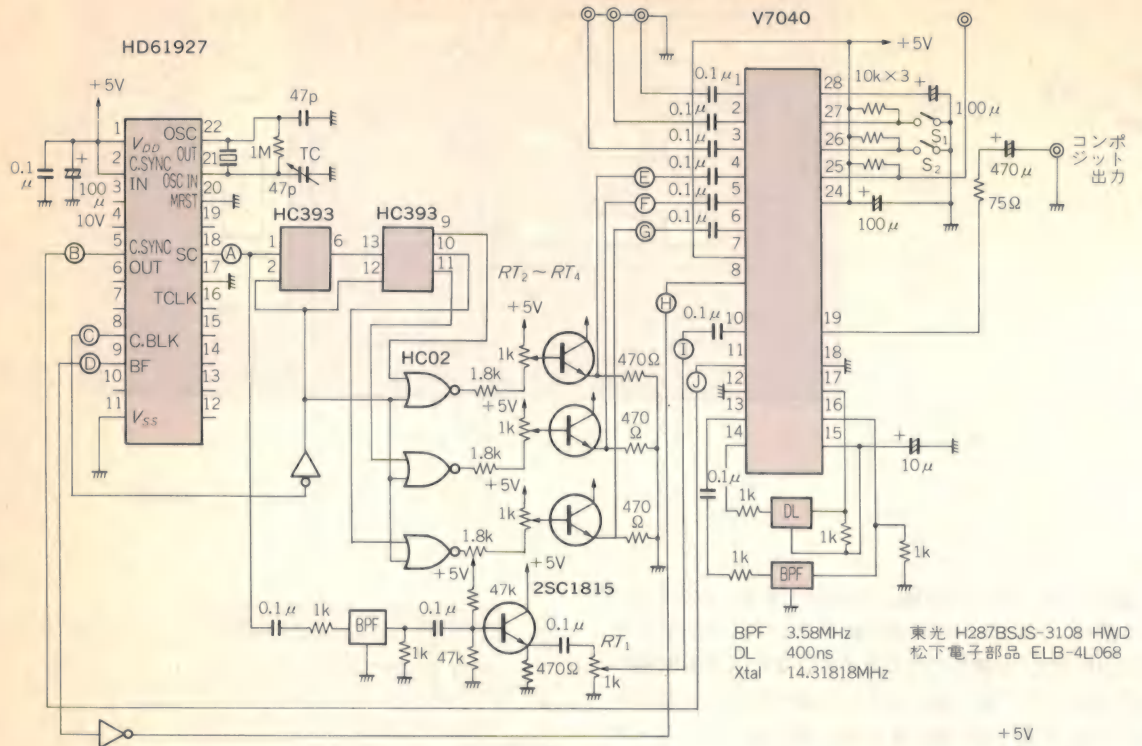 HD61927
V7040
+5V
+5V
1
V_DD
2
C.SYNC
3
IN
4
5
C.SYNC
6
OUT
7
TCLK
8
C.BLK
9
BF
10
11
V_SS
OSC
22
OUT
21
OSC IN
20
MRST
19
SC
18
17
16
15
14
13
12
0.1
μ
+
100
μ
10V
47p
1M
TC
47p
B
A
C
D
HC393
1
2
6
HC393
13
12
9
10
11
RT₂～RT₄
+5V
1k
HC02
1.8k
470Ω
+5V
1k
1.8k
470
Ω
+5V
1k
1.8k
470
Ω
+5V
47k
2SC1815
0.1μ
1k
BPF
0.1μ
1k
47k
470Ω
0.1μ
RT₁
1k
0.1μ
0.1μ
0.1μ
0.1μ
0.1μ
0.1μ
E
F
G
H
0.1μ
I
J
1
2
3
4
5
6
7
8
10
11
12
13
14
28
27
26
25
24
19
18
17
16
15
10k×3
+
100μ
S₁
S₂
+
100μ
+
470μ
75Ω
コンポ
ジット
出力
+
10μ
0.1μ
1k
DL
1k
1k
BPF
1k
BPF 3.58MHz 東光 H287BSJS-3108 HWD
DL 400ns 松下電子部品 ELB-4L068
Xtal 14.31818MHz
+5V